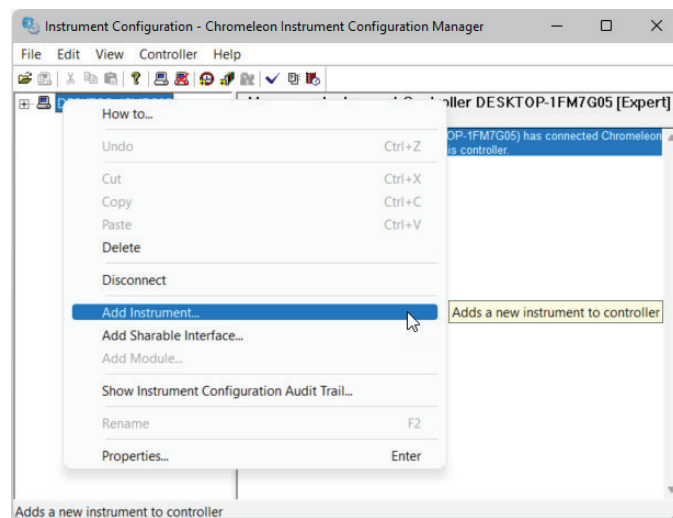 Instrument Configuration - Chromeleon Instrument Configuration Manager
File Edit View Controller Help
ller DESKTOP-1FM7G05 [Expert]
OP-1FM7G05) has connected Chromeleon
is controller.
How to...
Undo Ctrl+Z
Cut Ctrl+X
Copy Ctrl+C
Paste Ctrl+V
Delete
Disconnect
Add Instrument...
Adds a new instrument to controller
Add Sharable Interface...
Add Module...
Show Instrument Configuration Audit Trail...
Rename F2
Properties... Enter
Adds a new instrument to controller